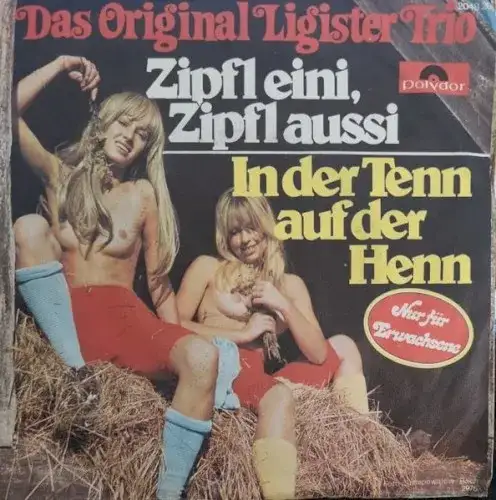 Das Original Ligister Trio
polydor
Zipfl eini,
Zipfl aussi
In der Tenn
auf der
Henn
Nur für
Erwachsene